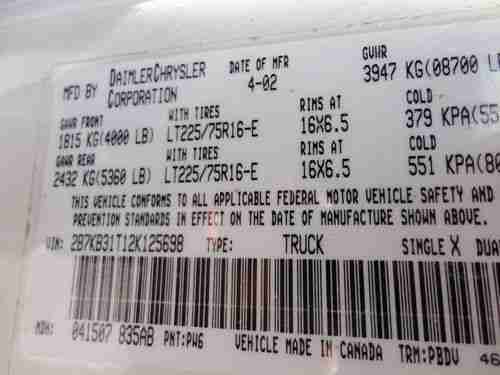 MFD BY DAIMLERCHRYSLER CORPORATION DATE OF MFR 4-02 GVWR 3947 KG(08700 LB
GAWR FRONT WITH TIRES RIMS AT COLD
1815 KG(4000 LB) LT225/75R16-E 16X6.5 379 KPA(55
GAWR REAR WITH TIRES RIMS AT COLD
2432 KG(5360 LB) LT225/75R16-E 16X6.5 551 KPA(80
THIS VEHICLE CONFORMS TO ALL APPLICABLE FEDERAL MOTOR VEHICLE SAFETY AND
PREVENTION STANDARDS IN EFFECT ON THE DATE OF MANUFACTURE SHOWN ABOVE.
VIN: 2B7KB31T12K125698 TYPE: TRUCK SINGLE X DUA
MDH: 041507 835AB PNT:PW6 VEHICLE MADE IN CANADA TRM:PBDV 46